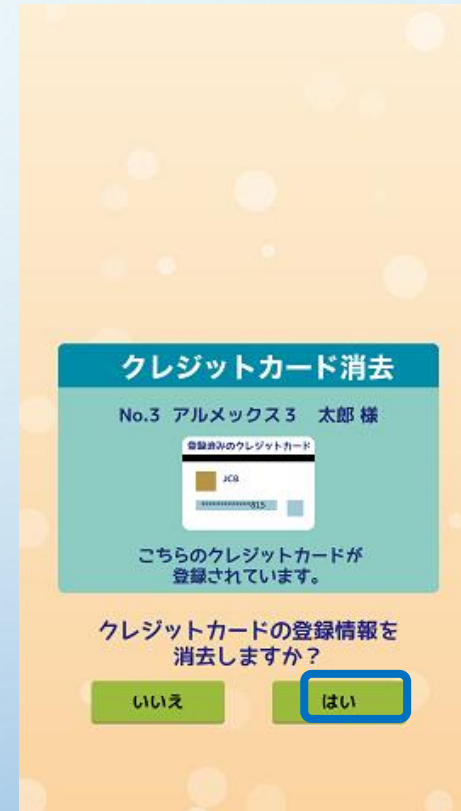 クレジットカード消去
No.3 アルメックス3 太郎 様
登録済みのクレジットカード
JCB
*************815
こちらのクレジットカードが
登録されています。
クレジットカードの登録情報を
消去しますか？
いいえ はい